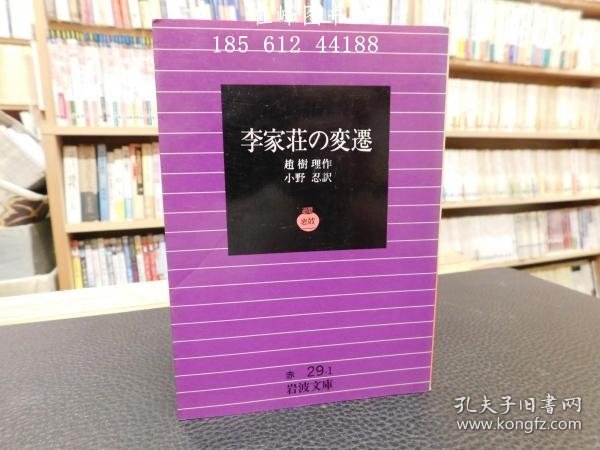 185 612 44188
李家荘の変遷
趙樹理作
小野忍訳
赤 29-1
岩波文庫
孔夫子旧书网
www.kongfz.com